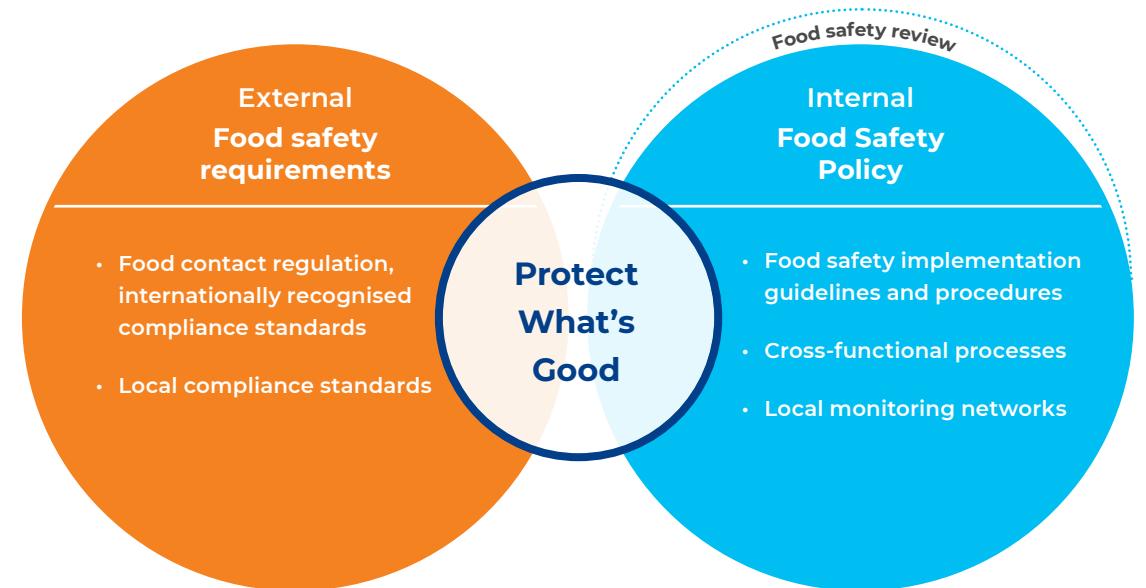 Food safety review
External
Food safety
requirements
• Food contact regulation,
internationally recognised
compliance standards
• Local compliance standards
Protect
What’s
Good
Internal
Food Safety
Policy
• Food safety implementation
guidelines and procedures
• Cross-functional processes
• Local monitoring networks